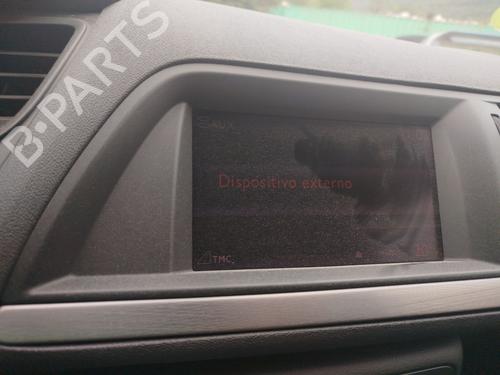 B-PARTS
AUX
Dispositivo externo
TMC